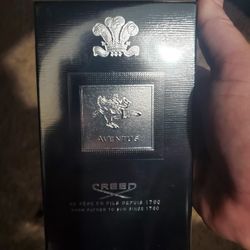 AVENTUS
CREED
DE PÈRE EN FILS DEPUIS 1760
FROM FATHER TO SON SINCE 1760